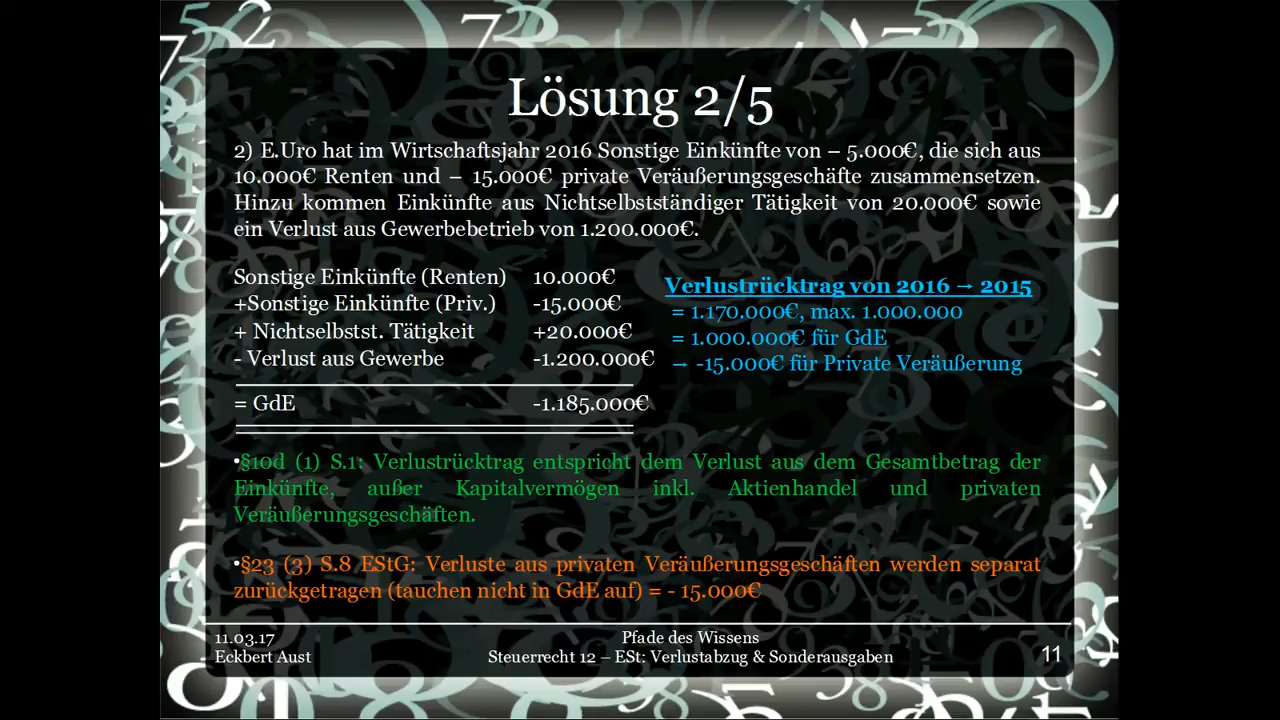 Lösung 2/5
2) E.Uro hat im Wirtschaftsjahr 2016 Sonstige Einkünfte von – 5.000€, die sich aus
10.000€ Renten und – 15.000€ private Veräußerungsgeschäfte zusammensetzen.
Hinzu kommen Einkünfte aus Nichtselbstständiger Tätigkeit von 20.000€ sowie
ein Verlust aus Gewerbebetrieb von 1.200.000€.
Sonstige Einkünfte (Renten) 10.000€
+Sonstige Einkünfte (Priv.) -15.000€
+ Nichtselbstst. Tätigkeit +20.000€
- Verlust aus Gewerbe -1.200.000€
= GdE -1.185.000€
Verlustrücktrag von 2016 → 2015
= 1.170.000€, max. 1.000.000
= 1.000.000€ für GdE
→ -15.000€ für Private Veräußerung
•§10d (1) S.1: Verlustrücktrag entspricht dem Verlust aus dem Gesamtbetrag der
Einkünfte, außer Kapitalvermögen inkl. Aktienhandel und privaten
Veräußerungsgeschäften.
•§23 (3) S.8 EStG: Verluste aus privaten Veräußerungsgeschäften werden separat
zurückgetragen (tauchen nicht in GdE auf) = - 15.000€
11.03.17
Eckbert Aust
Pfade des Wissens
Steuerrecht 12 – ESt: Verlustabzug & Sonderausgaben
11